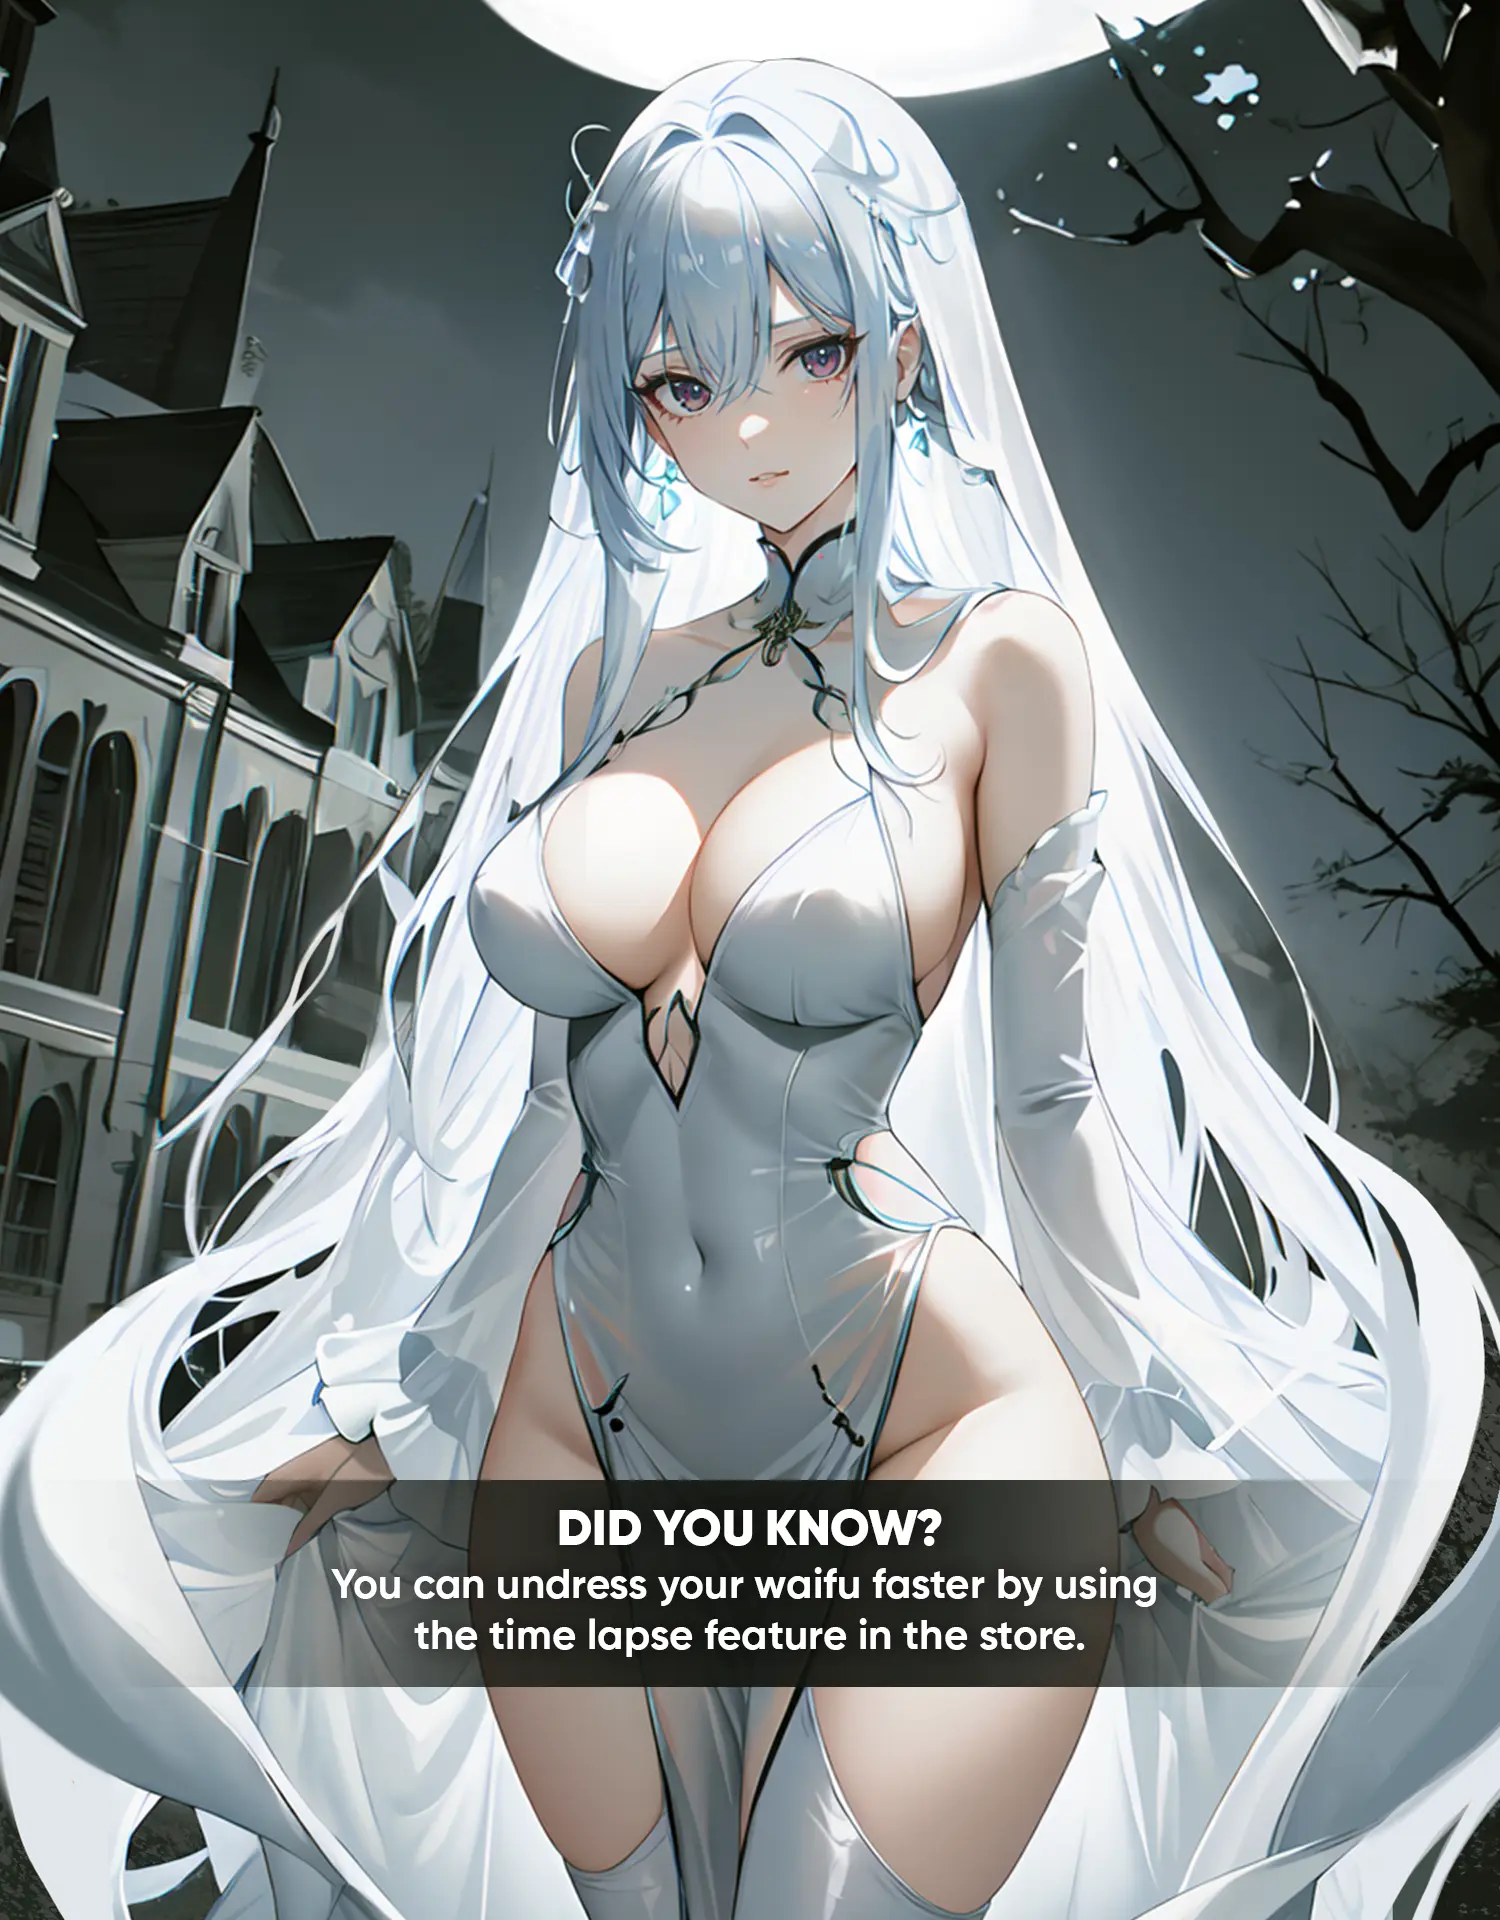 DID YOU KNOW?
You can undress your waifu faster by using
the time lapse feature in the store.